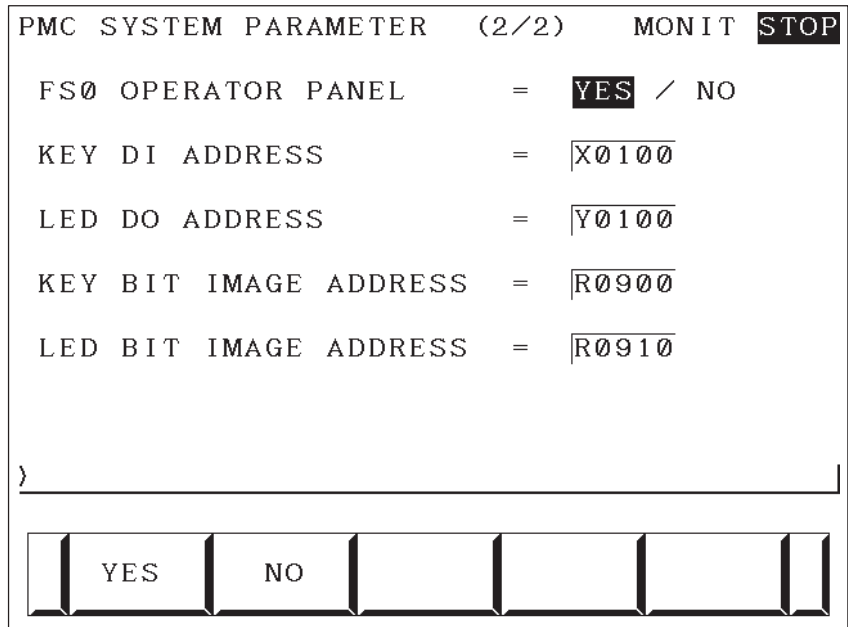 PMC SYSTEM PARAMETER (2/2) MONIT STOP
FS0 OPERATOR PANEL = YES / NO
KEY DI ADDRESS = X0100
LED DO ADDRESS = Y0100
KEY BIT IMAGE ADDRESS = R0900
LED BIT IMAGE ADDRESS = R0910
)
YES NO